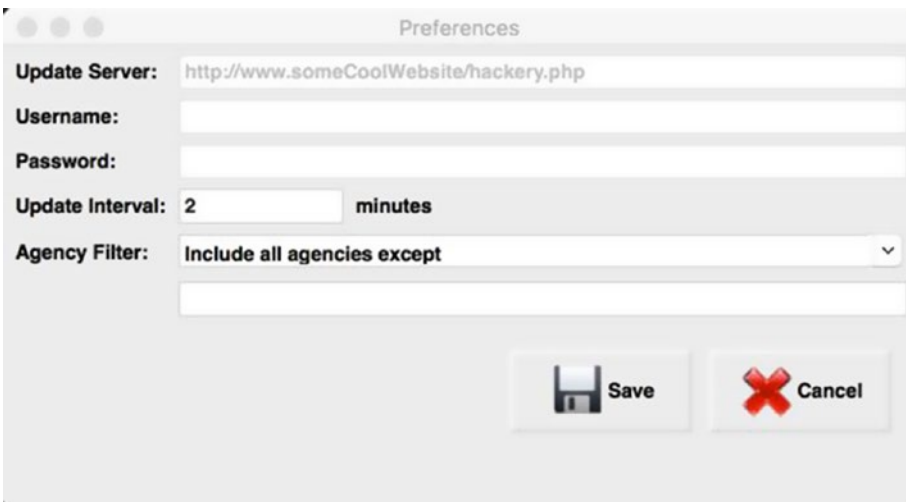 Preferences
Update Server: http://www.someCoolWebsite/hackery.php
Username:
Password:
Update Interval: 2 minutes
Agency Filter: Include all agencies except
Save Cancel